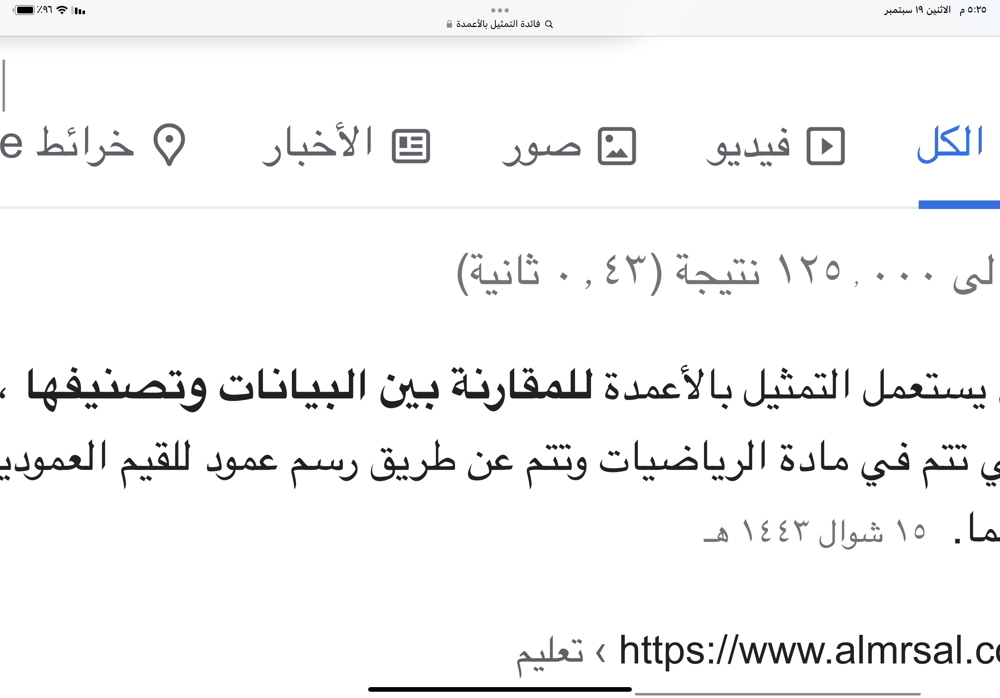 ٥:٢٥ م الاثنين ١٩ سبتمبر
٪٩٦
فائدة التمثيل بالأعمدة
الكل فيديو صور الأخبار خرائط
١٢٥,٠٠٠ نتيجة (٠,٤٣ ثانية)
يستعمل التمثيل بالأعمدة للمقارنة بين البيانات وتصنيفها ،
تتم في مادة الرياضيات وتتم عن طريق رسم عمود للقيم
١٥ شوال ١٤٤٣ هـ
https://www.almrsal.c › تعليم